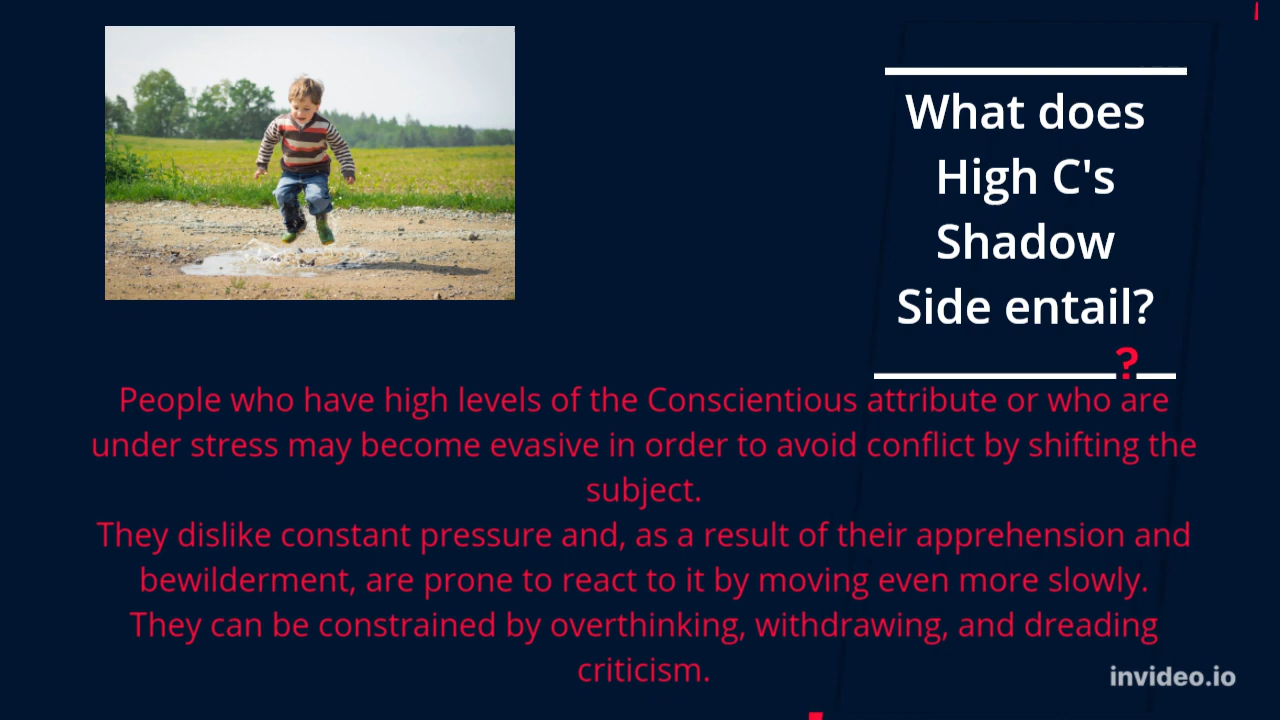 What does
High C's
Shadow
Side entail?
?
People who have high levels of the Conscientious attribute or who are
under stress may become evasive in order to avoid conflict by shifting the
subject.
They dislike constant pressure and, as a result of their apprehension and
bewilderment, are prone to react to it by moving even more slowly.
They can be constrained by overthinking, withdrawing, and dreading
criticism.
invideo.io